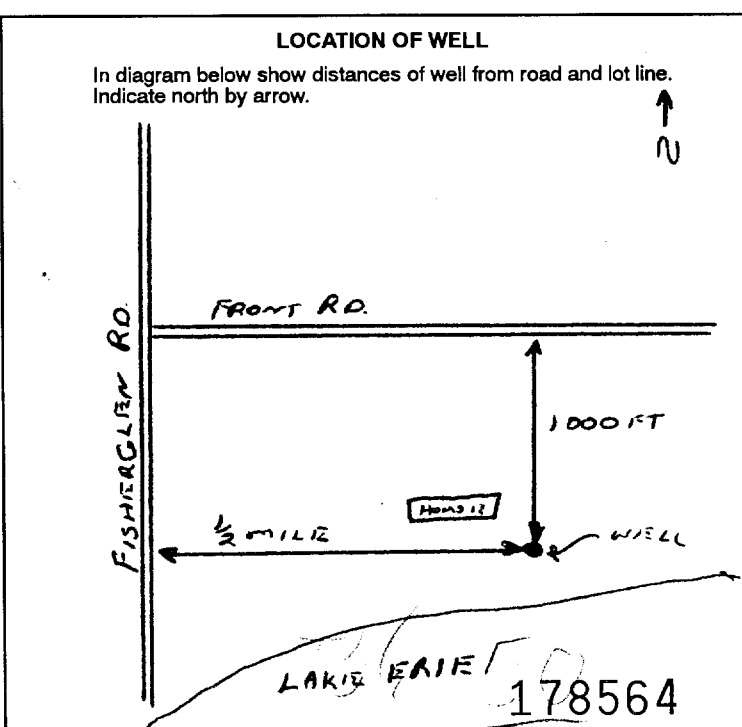 LOCATION OF WELL
In diagram below show distances of well from road and lot line.
Indicate north by arrow.
N
FRONT RD.
FISHERGLEN RD.
1000 FT
½ MILE
WELL
LAKE ERIE
178564